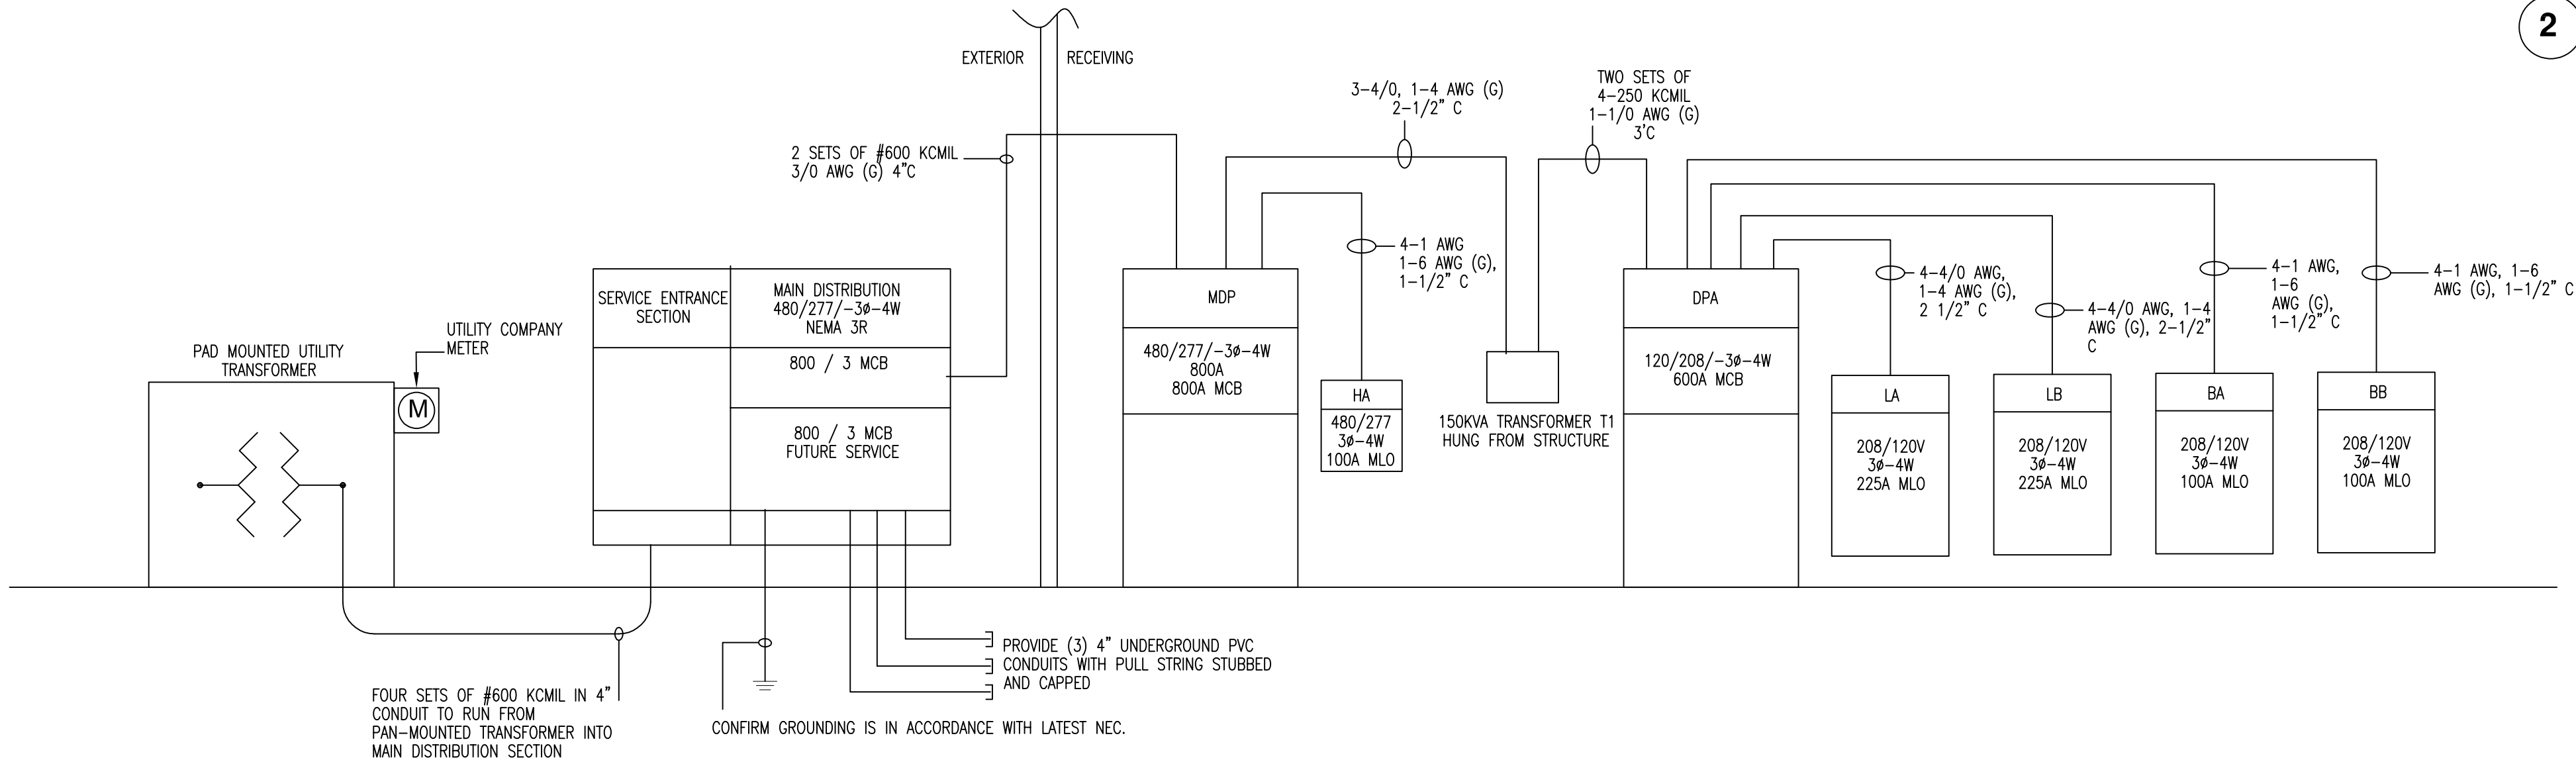 2
EXTERIOR
RECEIVING
2 SETS OF #600 KCMIL
3/0 AWG (G) 4"C
3-4/0, 1-4 AWG (G)
2-1/2" C
TWO SETS OF
4-250 KCMIL
1-1/0 AWG (G)
3'C
4-1 AWG
1-6 AWG (G),
1-1/2" C
4-4/0 AWG,
1-4 AWG (G),
2 1/2" C
4-4/0 AWG, 1-4
AWG (G), 2-1/2"
C
4-1 AWG,
1-6
AWG (G),
1-1/2" C
4-1 AWG, 1-6
AWG (G), 1-1/2" C
PAD MOUNTED UTILITY
TRANSFORMER
UTILITY COMPANY
METER
M
SERVICE ENTRANCE
SECTION
MAIN DISTRIBUTION
480/277/-3ø-4W
NEMA 3R
800 / 3 MCB
800 / 3 MCB
FUTURE SERVICE
MDP
480/277/-3ø-4W
800A
800A MCB
HA
480/277
3ø-4W
100A MLO
150KVA TRANSFORMER T1
HUNG FROM STRUCTURE
DPA
120/208/-3ø-4W
600A MCB
LA
208/120V
3ø-4W
225A MLO
LB
208/120V
3ø-4W
225A MLO
BA
208/120V
3ø-4W
100A MLO
BB
208/120V
3ø-4W
100A MLO
FOUR SETS OF #600 KCMIL IN 4"
CONDUIT TO RUN FROM
PAN-MOUNTED TRANSFORMER INTO
MAIN DISTRIBUTION SECTION
PROVIDE (3) 4" UNDERGROUND PVC
CONDUITS WITH PULL STRING STUBBED
AND CAPPED
CONFIRM GROUNDING IS IN ACCORDANCE WITH LATEST NEC.